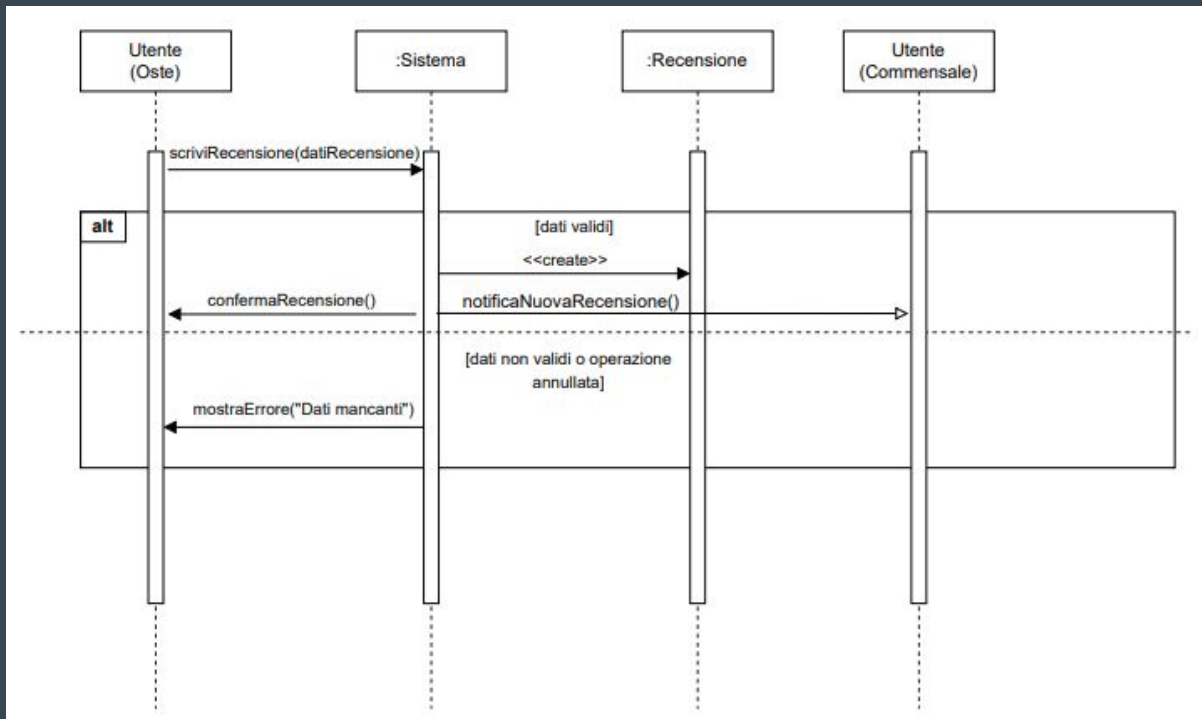 Utente
(Oste)
:Sistema
:Recensione
Utente
(Commensale)
scriviRecensione(datiRecensione)
alt
[dati validi]
<<create>>
confermaRecensione()
notificaNuovaRecensione()
[dati non validi o operazione
annullata]
mostraErrore("Dati mancanti")